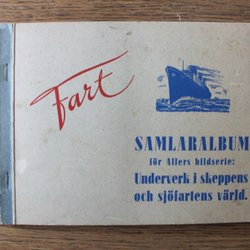 Fart
SAMLARALBUM
för Allers bildserie:
Underverk i skeppens
och sjöfartens värld.